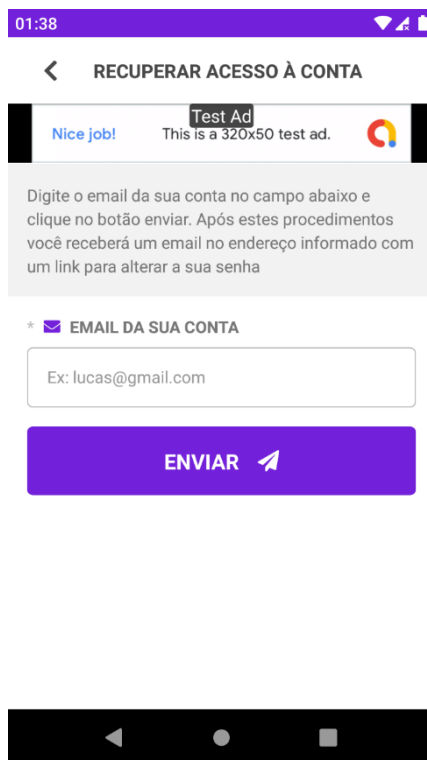 01:38
RECUPERAR ACESSO À CONTA
Test Ad
Nice job!
This is a 320x50 test ad.
Digite o email da sua conta no campo abaixo e
clique no botão enviar. Após estes procedimentos
você receberá um email no endereço informado com
um link para alterar a sua senha
* EMAIL DA SUA CONTA
Ex: lucas@gmail.com
ENVIAR